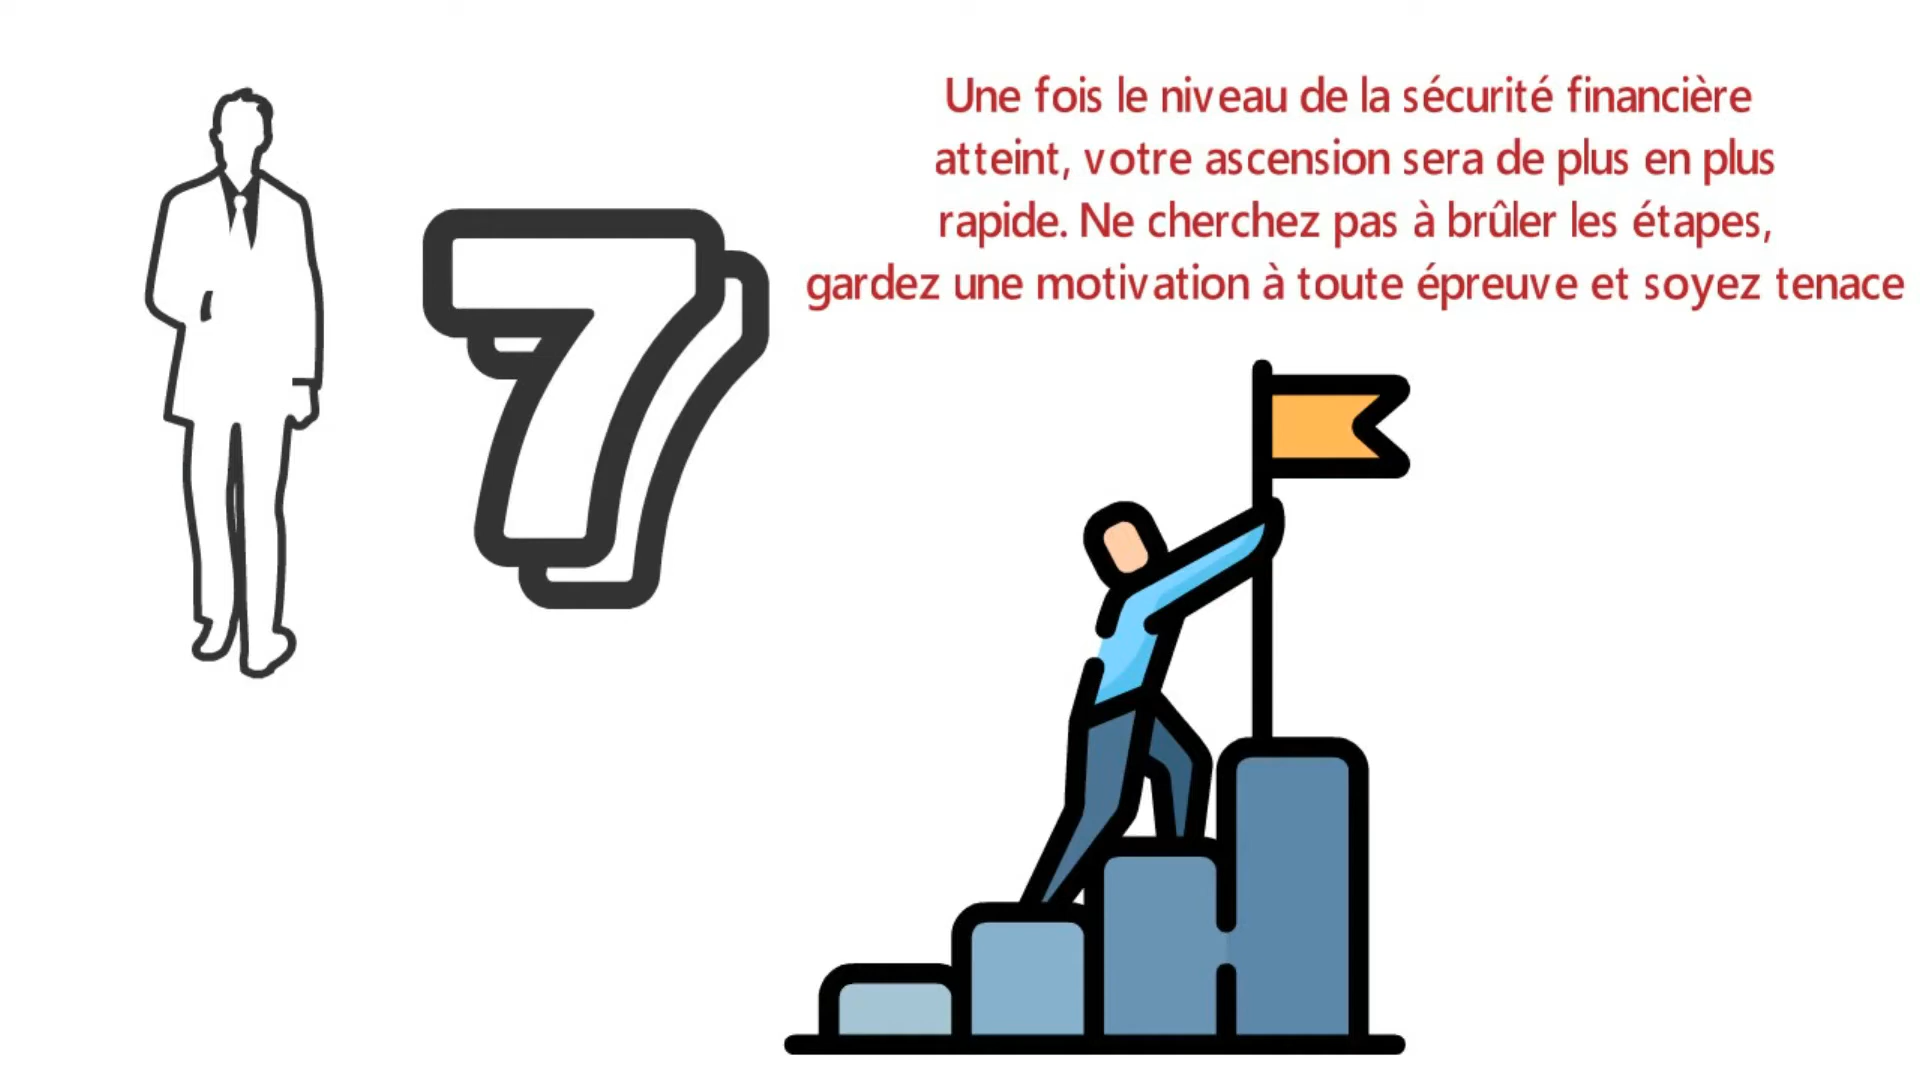 7
Une fois le niveau de la sécurité financière
atteint, votre ascension sera de plus en plus
rapide. Ne cherchez pas à brûler les étapes,
gardez une motivation à toute épreuve et soyez tenace